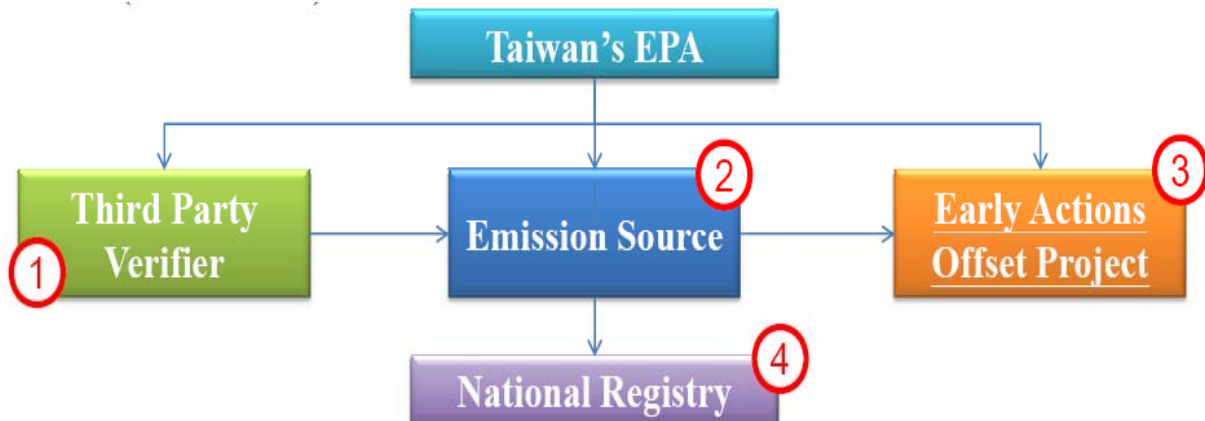 Taiwan’s EPA
Third Party
Verifier
1
Emission Source
2
Early Actions
Offset Project
3
National Registry
4